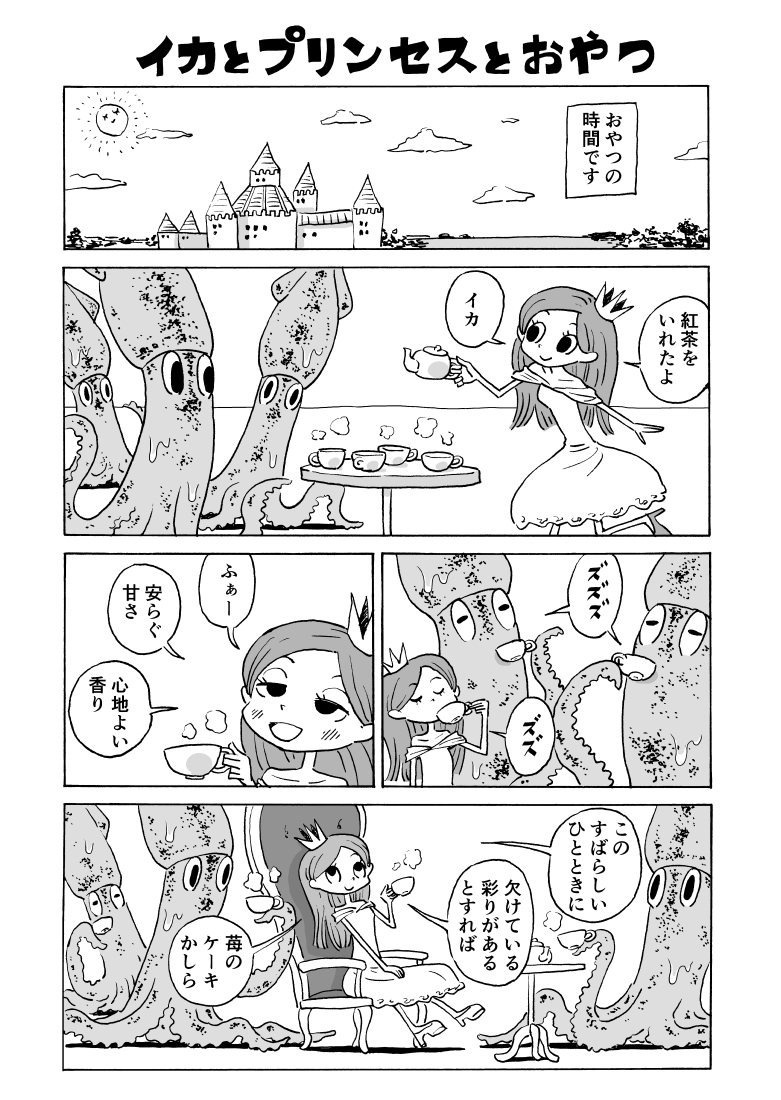 イカとプリンセスとおやつ
おやつの
時間です
紅茶を
いれたよ
イカ
ズズズ
ズズ
ふぁー
安らぐ
甘さ
心地よい
香り
この
すばらしい
ひとときに
欠けている
彩りがある
とすれば
苺の
ケーキ
かしら